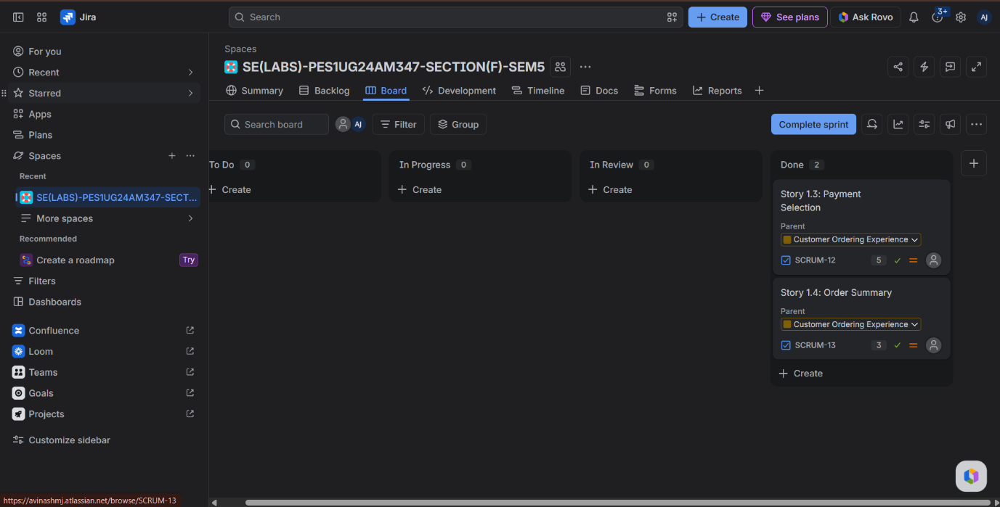 Jira
Search
Create
See plans
Ask Rovo
3+
AJ
For you
Recent
Starred
Apps
Plans
Spaces
Recent
SE(LABS)-PES1UG24AM347-SECT...
More spaces
Recommended
Create a roadmap
Try
Filters
Dashboards
Confluence
Loom
Teams
Goals
Projects
Customize sidebar
https://avinashmj.atlassian.net/browse/SCRUM-13
Spaces
SE(LABS)-PES1UG24AM347-SECTION(F)-SEM5
Summary
Backlog
Board
Development
Timeline
Docs
Forms
Reports
Search board
AJ
Filter
Group
Complete sprint
To Do 0
Create
In Progress 0
Create
In Review 0
Create
Done 2
Story 1.3: Payment
Selection
Parent
Customer Ordering Experience
SCRUM-12 5
Story 1.4: Order Summary
Parent
Customer Ordering Experience
SCRUM-13 3
Create